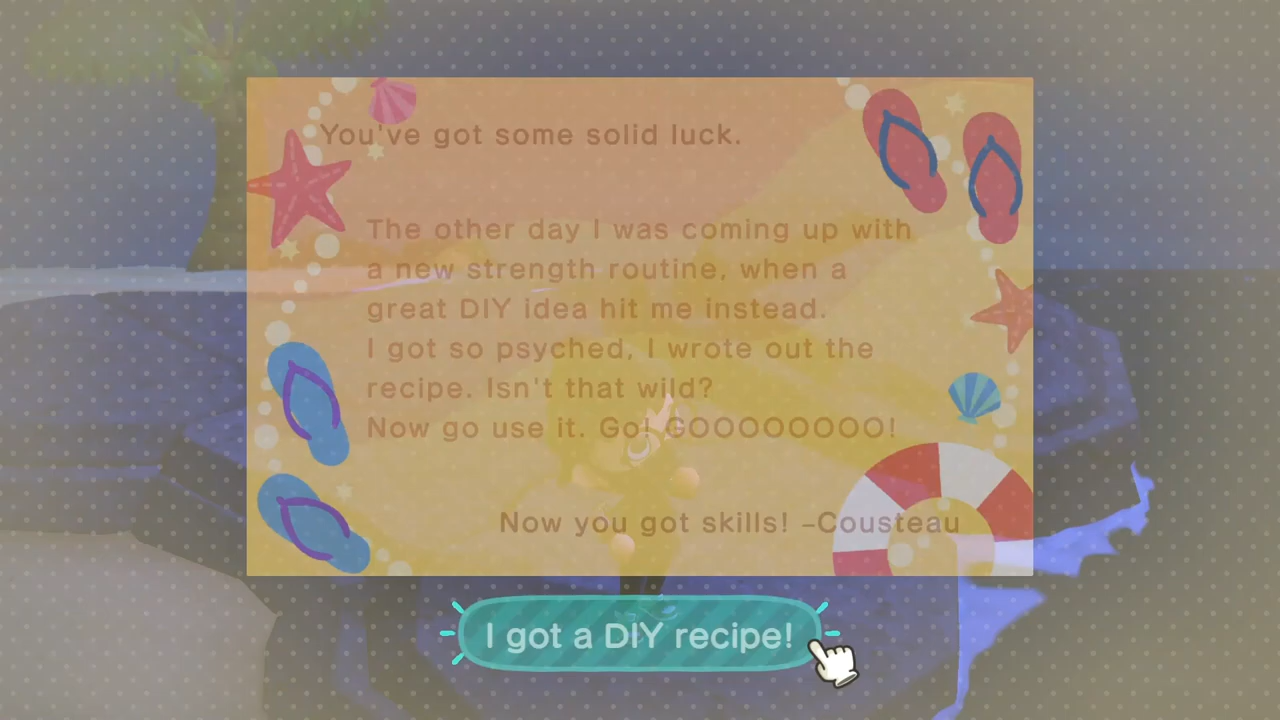 You've got some solid luck.
The other day I was coming up with
a new strength routine, when a
great DIY idea hit me instead.
I got so psyched, I wrote out the
recipe. Isn't that wild?
Now go use it. Go! GOOOOOOOO!
Now you got skills! –Cousteau
I got a DIY recipe!